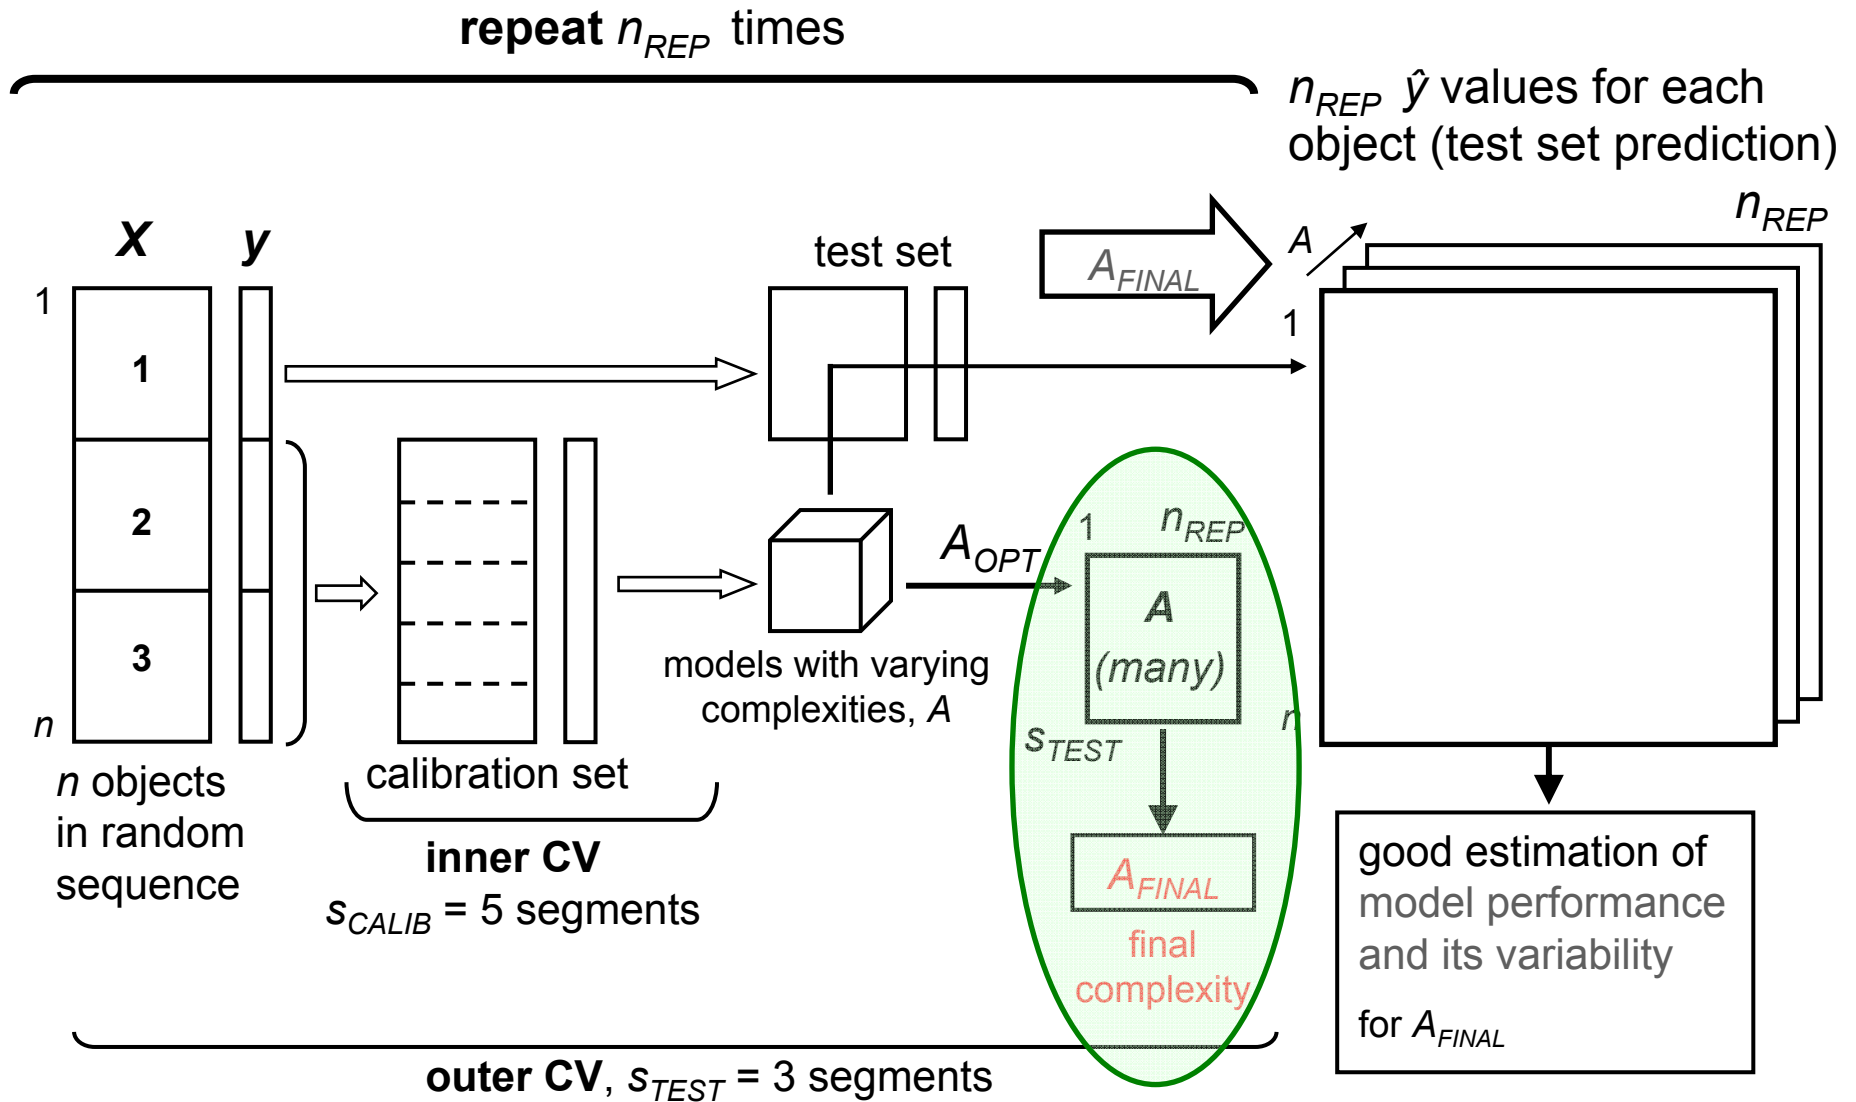 repeat n_REP times
n_REP ŷ values for each
object (test set prediction)
n_REP
X y
test set
A_FINAL
A
1
1
1
2
3
n
n objects
in random
sequence
calibration set
inner CV
s_CALIB = 5 segments
models with varying
complexities, A
A_OPT
1
n_REP
A
(many)
s_TEST
n
A_FINAL
final
complexity
good estimation of
model performance
and its variability
for A_FINAL
outer CV, s_TEST = 3 segments